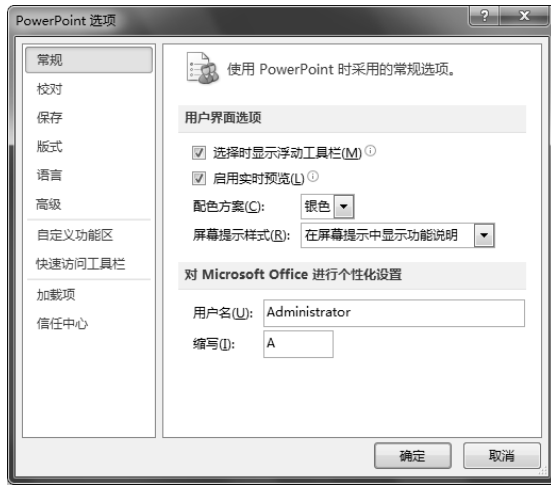 PowerPoint 选项
? X
常规
校对
保存
版式
语言
高级
自定义功能区
快速访问工具栏
加载项
信任中心
使用 PowerPoint 时采用的常规选项。
用户界面选项
选择时显示浮动工具栏(M)
启用实时预览(L)
配色方案(C): 银色
屏幕提示样式(R): 在屏幕提示中显示功能说明
对 Microsoft Office 进行个性化设置
用户名(U): Administrator
缩写(I): A
确定 取消